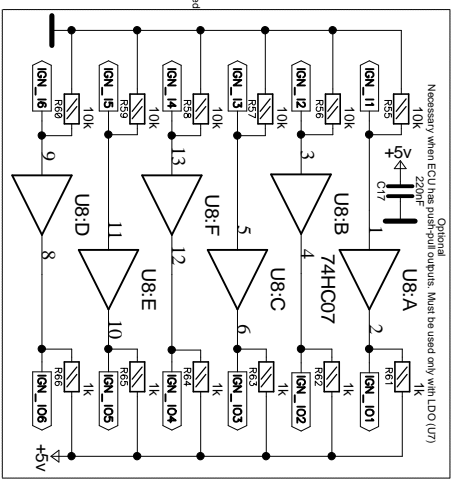 Optional
Necessary when ECU has push-pull outputs. Must be used only with LDO (U7)
+5v
220nF
C17
IGN_I1
R55
10k
1
U8:A
2
R61
1k
IGN_IO1
IGN_I2
R56
10k
3
U8:B
4
74HC07
R62
1k
IGN_IO2
IGN_I3
R57
10k
5
U8:C
6
R63
1k
IGN_IO3
IGN_I4
R58
10k
13
U8:F
12
R64
1k
IGN_IO4
IGN_I5
R59
10k
11
U8:E
10
R65
1k
IGN_IO5
IGN_I6
R60
10k
9
U8:D
8
R66
1k
IGN_IO6
+5v